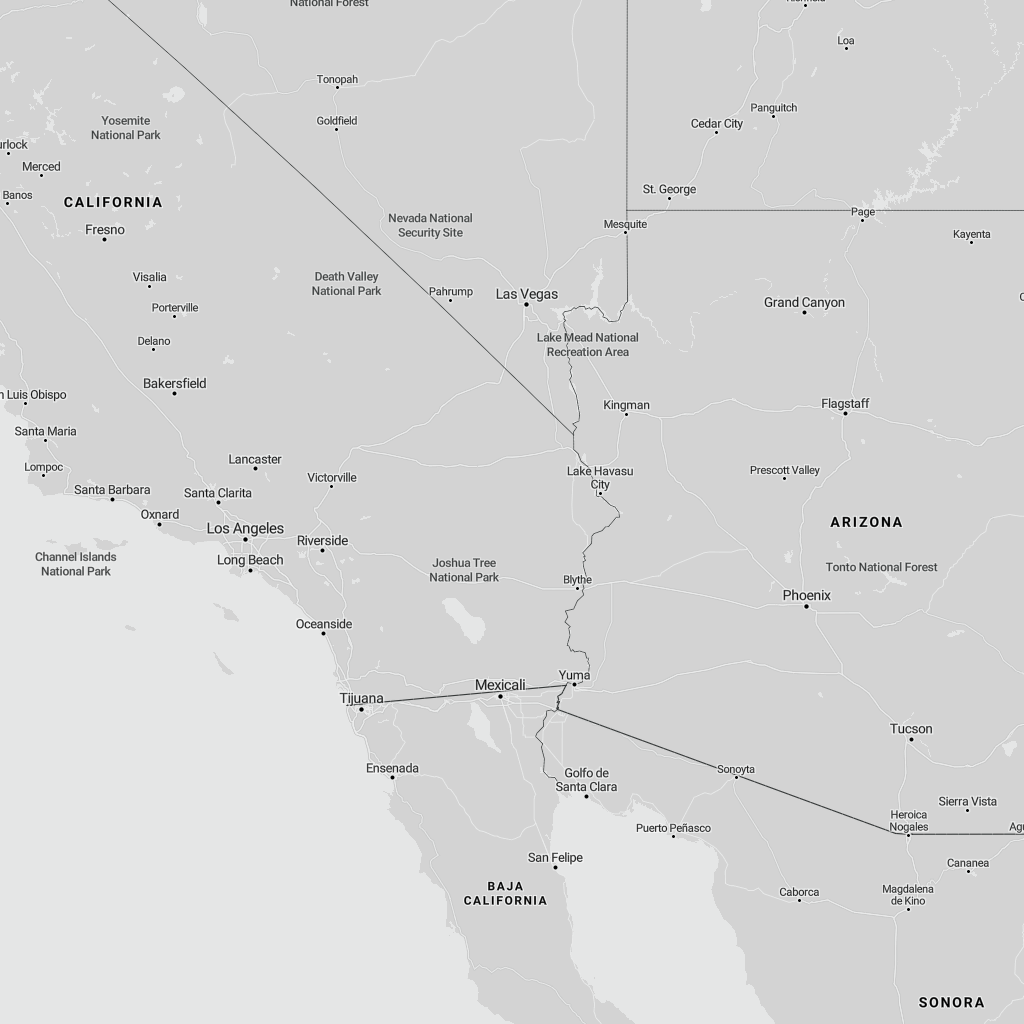 National Forest
Loa
Tonopah
Panguitch
Goldfield
Cedar City
Yosemite
National Park
Merced
St. George
Banos
CALIFORNIA
Page
Nevada National
Security Site
Mesquite
Fresno
Kayenta
Visalia
Death Valley
National Park
Pahrump
Las Vegas
Grand Canyon
Porterville
Delano
Lake Mead National
Recreation Area
Bakersfield
Luis Obispo
Kingman
Flagstaff
Santa Maria
Lancaster
Lompoc
Victorville
Lake Havasu
City
Prescott Valley
Santa Barbara
Santa Clarita
Oxnard
Los Angeles
ARIZONA
Riverside
Channel Islands
National Park
Long Beach
Joshua Tree
National Park
Tonto National Forest
Blythe
Phoenix
Oceanside
Yuma
Mexicali
Tijuana
Tucson
Ensenada
Golfo de
Santa Clara
Sonoyta
Sierra Vista
Heroica
Nogales
Puerto Peñasco
San Felipe
Cananea
BAJA
CALIFORNIA
Caborca
Magdalena
de Kino
SONORA